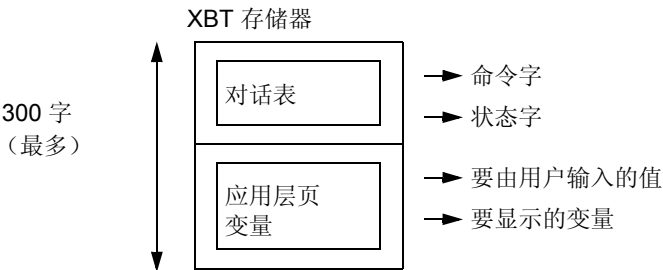 XBT 存储器
300 字
（最多）
对话表
命令字
状态字
应用层页
变量
要由用户输入的值
要显示的变量